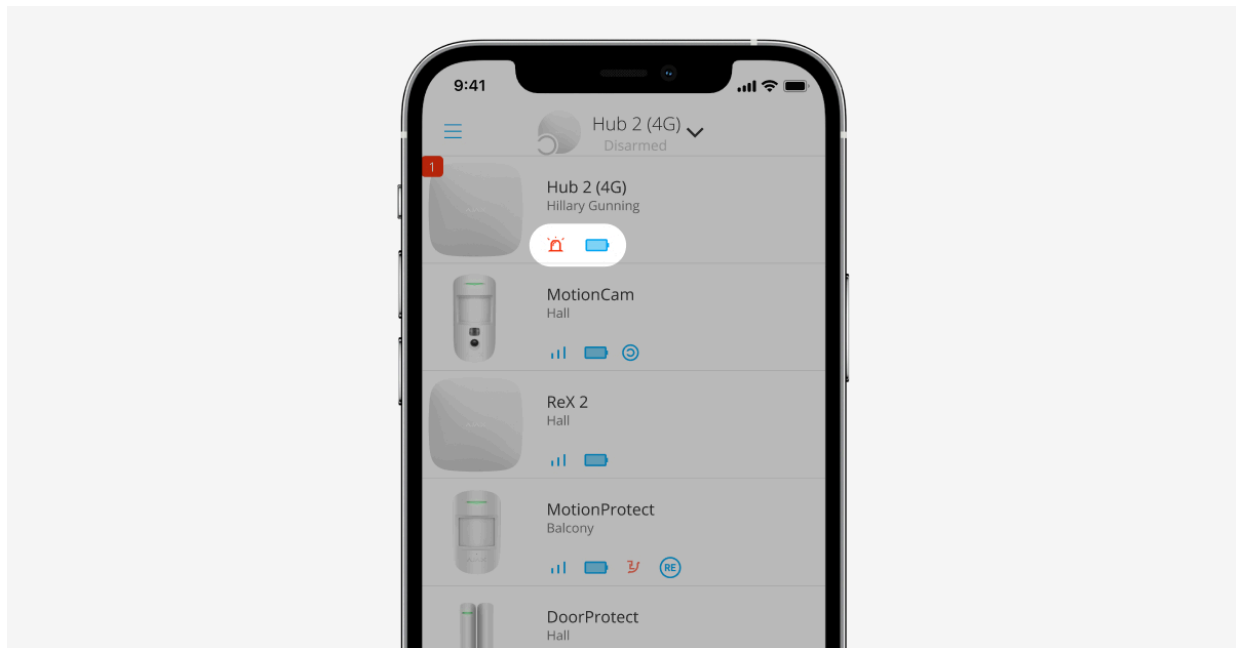 9:41
Hub 2 (4G)
Disarmed
1
Hub 2 (4G)
Hillary Gunning
MotionCam
Hall
ReX 2
Hall
MotionProtect
Balcony
RE
DoorProtect
Hall